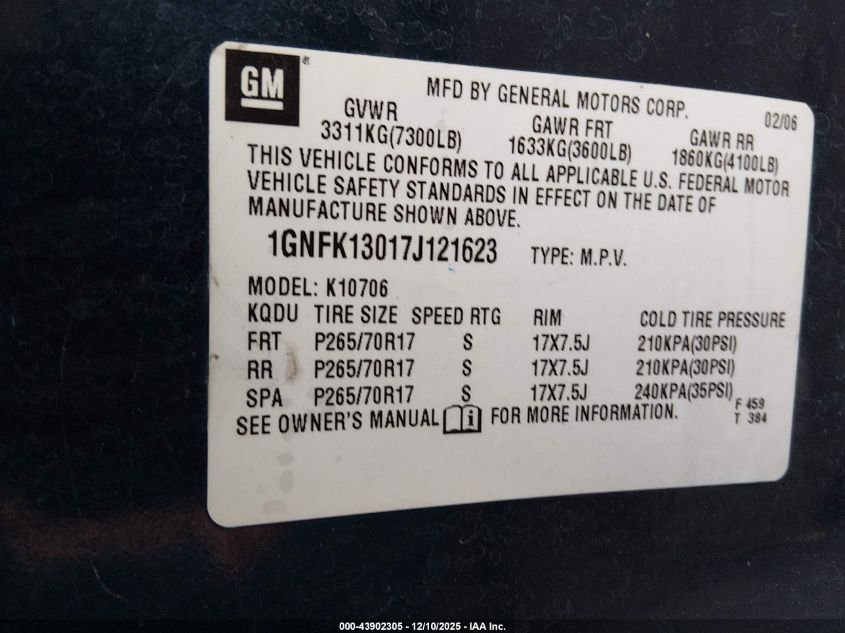 GM®
MFD BY GENERAL MOTORS CORP.
02/06
GVWR GAWR FRT GAWR RR
3311KG(7300LB) 1633KG(3600LB) 1860KG(4100LB)
THIS VEHICLE CONFORMS TO ALL APPLICABLE U.S. FEDERAL MOTOR
VEHICLE SAFETY STANDARDS IN EFFECT ON THE DATE OF
MANUFACTURE SHOWN ABOVE.
1GNFK13017J121623 TYPE: M.P.V.
MODEL: K10706
KQDU TIRE SIZE SPEED RTG RIM COLD TIRE PRESSURE
FRT P265/70R17 S 17X7.5J 210KPA(30PSI)
RR P265/70R17 S 17X7.5J 210KPA(30PSI)
SPA P265/70R17 S 17X7.5J 240KPA(35PSI)
SEE OWNER'S MANUAL i FOR MORE INFORMATION.
F 459
T 384
000-43902305 - 12/10/2025 - IAA Inc.